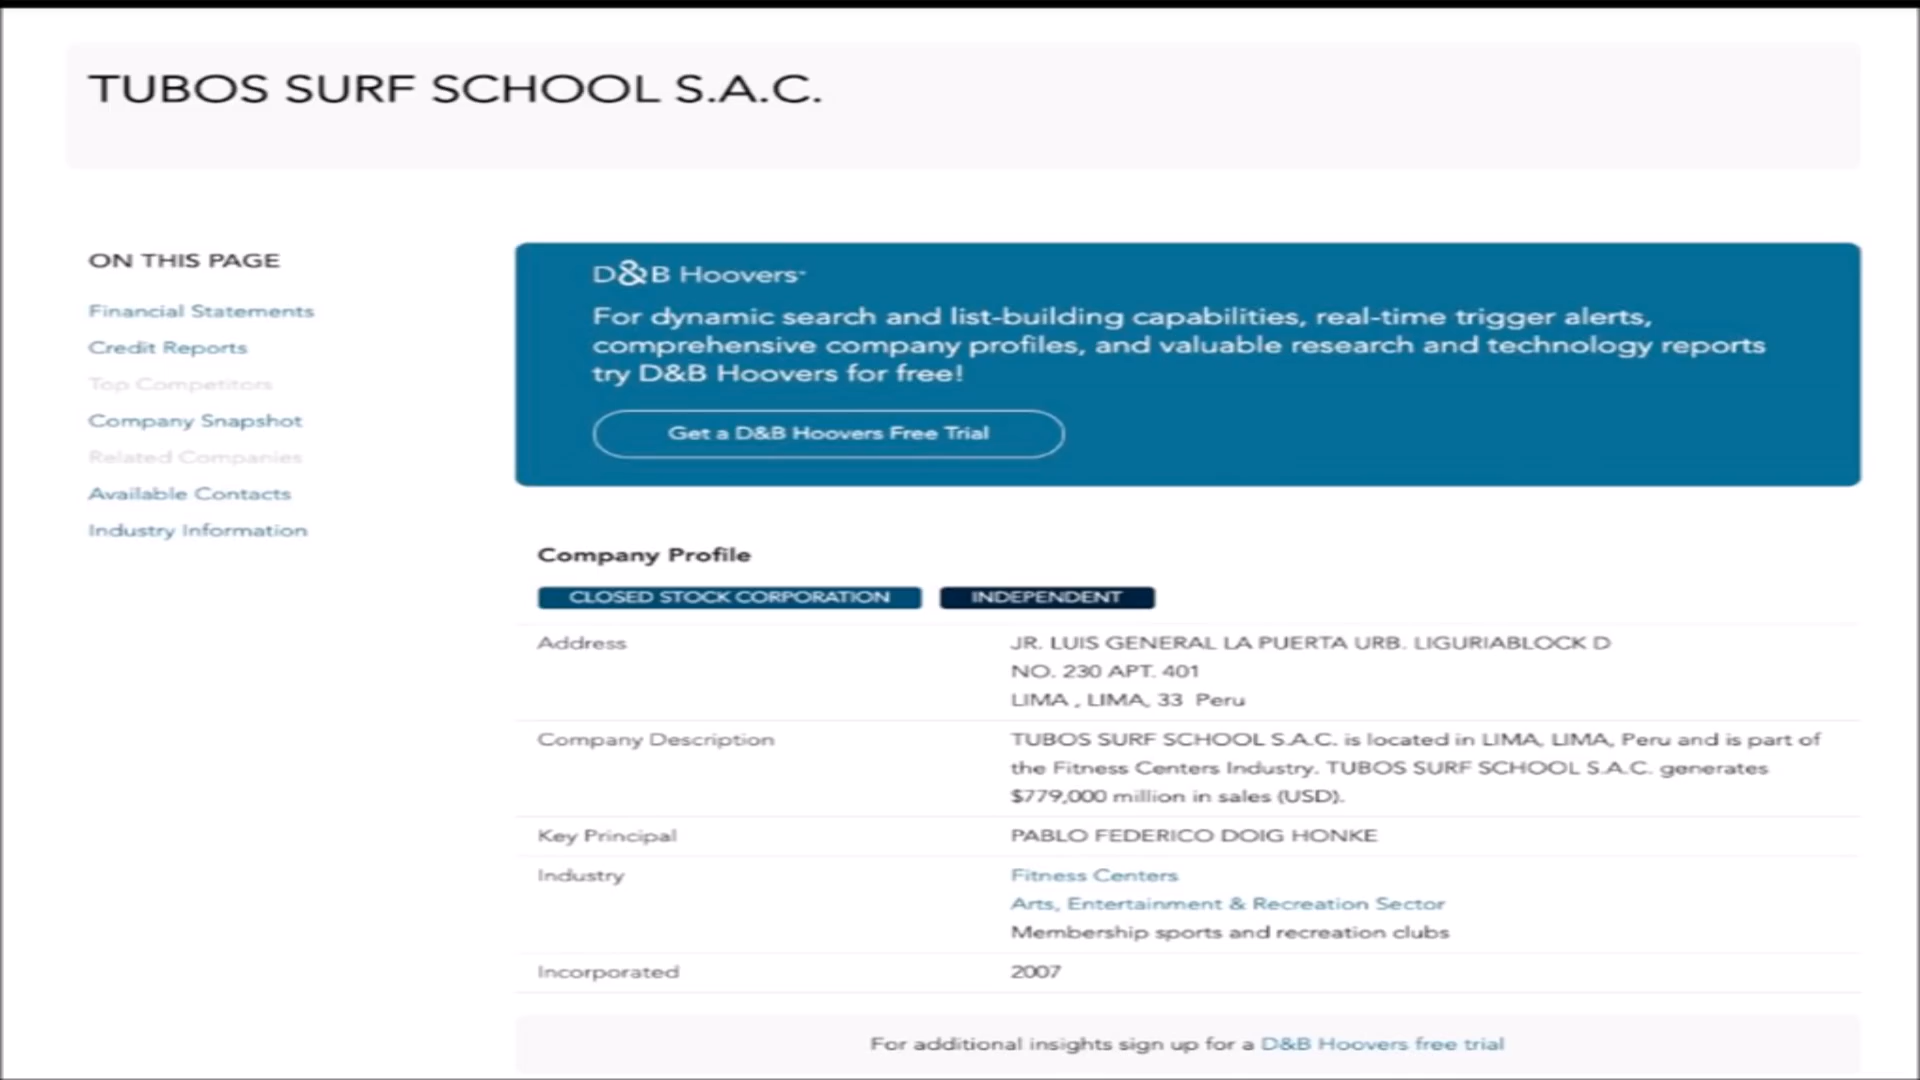 TUBOS SURF SCHOOL S.A.C.
ON THIS PAGE
Financial Statements
Credit Reports
Top Competitors
Company Snapshot
Related Companies
Available Contacts
Industry Information
D&B Hoovers™
For dynamic search and list-building capabilities, real-time trigger alerts,
comprehensive company profiles, and valuable research and technology reports
try D&B Hoovers for free!
Get a D&B Hoovers Free Trial
Company Profile
CLOSED STOCK CORPORATION INDEPENDENT
Address JR. LUIS GENERAL LA PUERTA URB. LIGURIABLOCK D
NO. 230 APT. 401
LIMA , LIMA, 33 Peru
Company Description TUBOS SURF SCHOOL S.A.C. is located in LIMA, LIMA, Peru and is part of
the Fitness Centers Industry. TUBOS SURF SCHOOL S.A.C. generates
$779,000 million in sales (USD).
Key Principal PABLO FEDERICO DOIG HONKE
Industry Fitness Centers
Arts, Entertainment & Recreation Sector
Membership sports and recreation clubs
Incorporated 2007
For additional insights sign up for a D&B Hoovers free trial